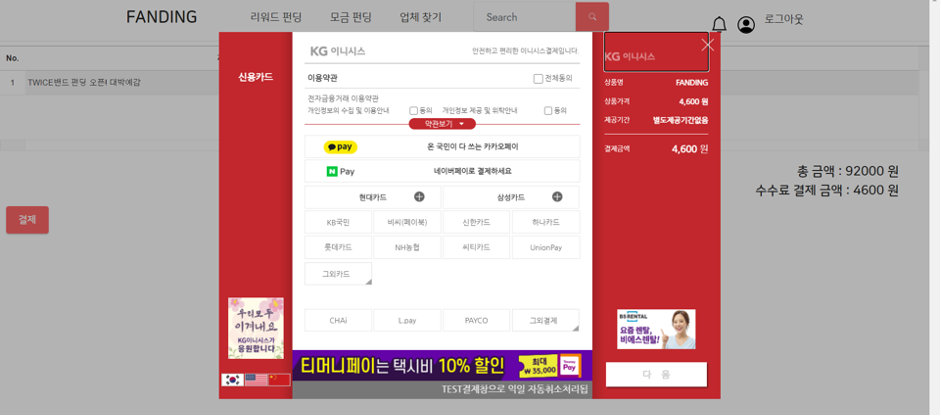 FANDING
리워드 펀딩 모금 펀딩 업체 찾기 Search 로그아웃
No.
1 TWICE밴드 펀딩 오픈! 대박예감
총 금액 : 92000 원
수수료 결제 금액 : 4600 원
결제
신용카드
우리모두
이겨내요
KG이니시스가
응원합니다
KG 이니시스 안전하고 편리한 이니시스결제입니다.
이용약관 전체동의
전자금융거래 이용약관
개인정보의 수집 및 이용안내 동의 개인정보 제공 및 위탁안내 동의
약관보기
pay 온 국민이 다 쓰는 카카오페이
N Pay 네이버페이로 결제하세요
현대카드 삼성카드
KB국민 비씨(페이북) 신한카드 하나카드
롯데카드 NH농협 씨티카드 UnionPay
그외카드
CHAi L.pay PAYCO 그외결제
티머니페이는 택시비 10% 할인 최대 ₩35,000 Pay
TEST결제창으로 익일 자동취소처리됨
KG 이니시스
상품명 FANDING
상품가격 4,600 원
제공기간 별도제공기간없음
결제금액 4,600 원
BS RENTAL
요즘 렌탈,
비에스렌탈!
다 음